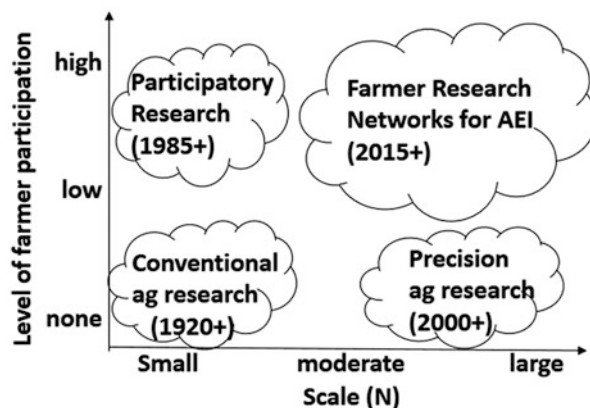 Level of farmer participation
high
low
none
Participatory
Research
(1985+)
Farmer Research
Networks for AEI
(2015+)
Conventional
ag research
(1920+)
Precision
ag research
(2000+)
Small moderate large
Scale (N)